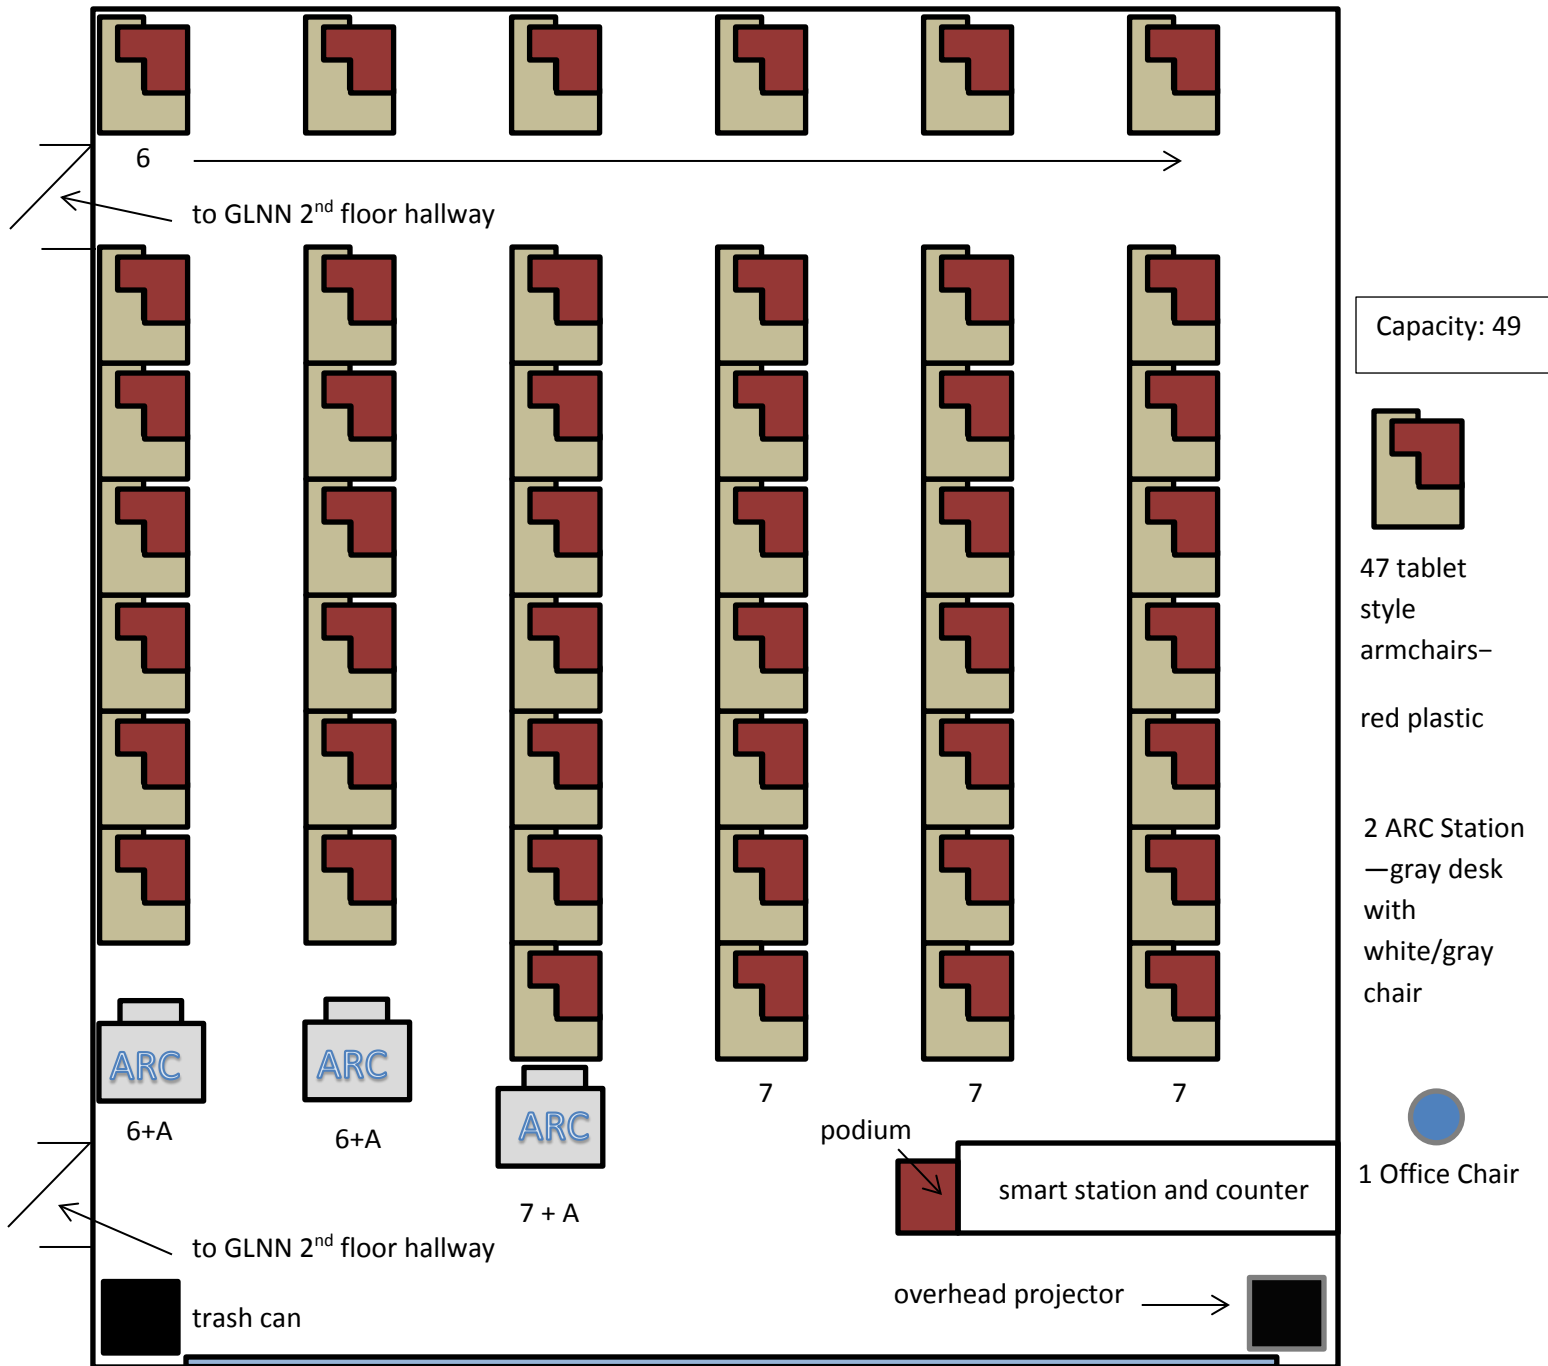 6
to GLNN 2nd floor hallway
Capacity: 49
47 tablet
style
armchairs–
red plastic
2 ARC Station
—gray desk
with
white/gray
chair
ARC
ARC
ARC
6+A
6+A
7 + A
7
7
7
podium
smart station and counter
1 Office Chair
to GLNN 2nd floor hallway
trash can
overhead projector